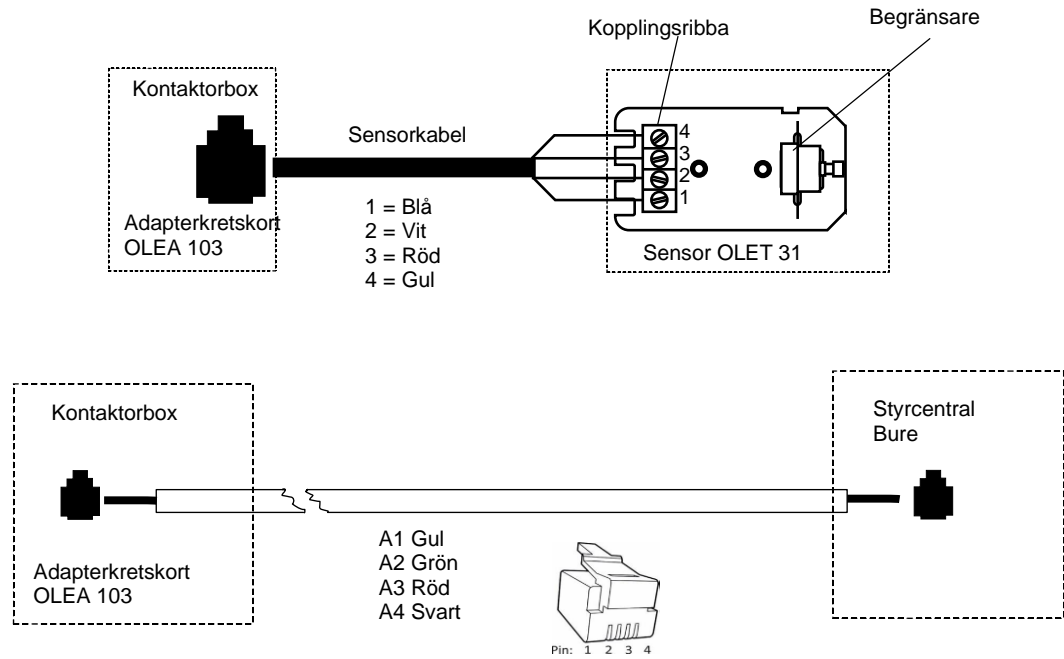 Begränsare
Kopplingsribba
Kontaktorbox
Sensorkabel
4
3
2
1
Adapterkretskort
OLEA 103
1 = Blå
2 = Vit
3 = Röd
4 = Gul
Sensor OLET 31
Kontaktorbox
Styrcentral
Bure
A1 Gul
A2 Grön
A3 Röd
A4 Svart
Adapterkretskort
OLEA 103
Pin: 1 2 3 4